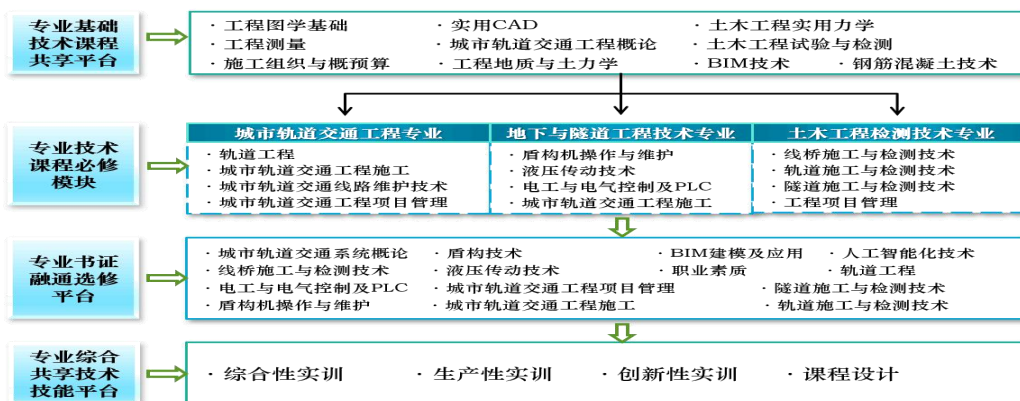 专业基础
技术课程
共享平台
· 工程图学基础 · 实用CAD · 土木工程实用力学
· 工程测量 · 城市轨道交通工程概论 · 土木工程试验与检测
· 施工组织与概预算 · 工程地质与土力学 · BIM技术 · 钢筋混凝土技术
专业技术
课程必修
模块
城市轨道交通工程专业
· 轨道工程
· 城市轨道交通工程施工
· 城市轨道交通线路维护技术
· 城市轨道交通工程项目管理
地下与隧道工程技术专业
· 盾构机操作与维护
· 液压传动技术
· 电工与电气控制及PLC
· 城市轨道交通工程施工
土木工程检测技术专业
· 线桥施工与检测技术
· 轨道施工与检测技术
· 隧道施工与检测技术
· 工程项目管理
专业书证
融通选修
平台
· 城市轨道交通系统概论 · 盾构技术 · BIM建模及应用 · 人工智能化技术
· 线桥施工与检测技术 · 液压传动技术 · 职业素质 · 轨道工程
· 电工与电气控制及PLC · 城市轨道交通工程项目管理 · 隧道施工与检测技术
· 盾构机操作与维护 · 城市轨道交通工程施工 · 轨道施工与检测技术
专业综合
共享技术
技能平台
· 综合性实训 · 生产性实训 · 创新性实训 · 课程设计